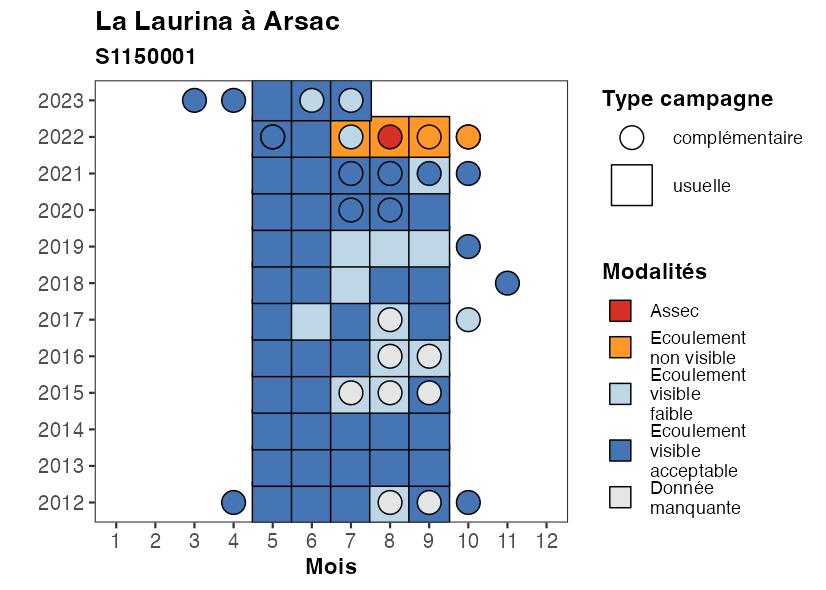 La Laurina à Arsac
S1150001
2023
2022
2021
2020
2019
2018
2017
2016
2015
2014
2013
2012
1 2 3 4 5 6 7 8 9 10 11 12
Mois
Type campagne
complémentaire
usuelle
Modalités
Assec
Ecoulement
non visible
Ecoulement
visible
faible
Ecoulement
visible
acceptable
Donnée
manquante